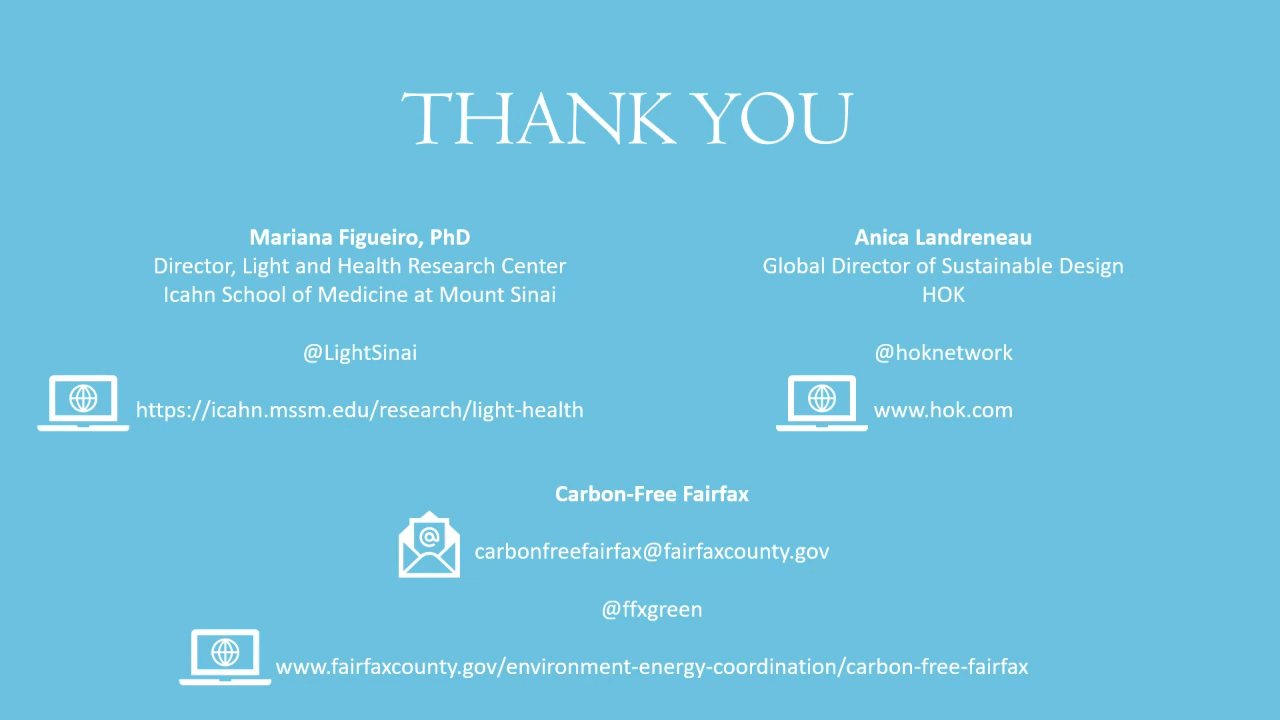 THANK YOU
Mariana Figueiro, PhD
Director, Light and Health Research Center
Icahn School of Medicine at Mount Sinai
@LightSinai
https://icahn.mssm.edu/research/light-health
Anica Landreneau
Global Director of Sustainable Design
HOK
@hoknetwork
www.hok.com
Carbon-Free Fairfax
@
carbonfreefairfax@fairfaxcounty.gov
@ffxgreen
www.fairfaxcounty.gov/environment-energy-coordination/carbon-free-fairfax